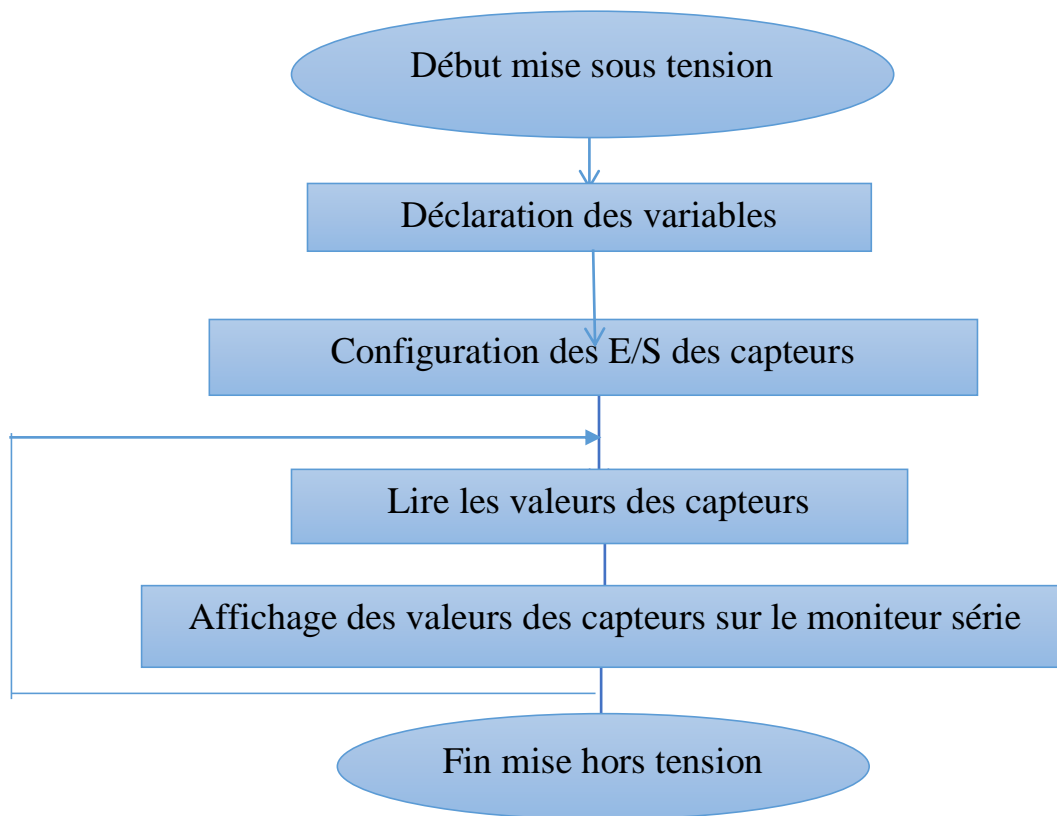 Début mise sous tension
Déclaration des variables
Configuration des E/S des capteurs
Lire les valeurs des capteurs
Affichage des valeurs des capteurs sur le moniteur série
Fin mise hors tension